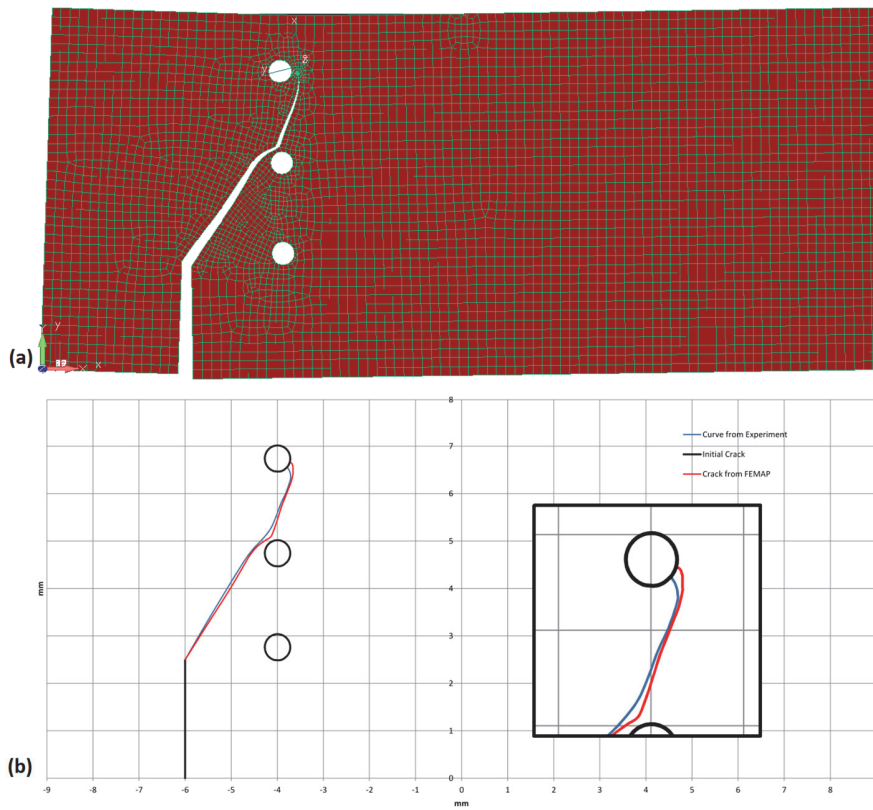 x
y
(a)
y
x
8
7
6
5
4
3
2
1
0
mm
Curve from Experiment
Initial Crack
Crack from FEMAP
(b)
-9 -8 -7 -6 -5 -4 -3 -2 -1 0 1 2 3 4 5 6 7 8
mm